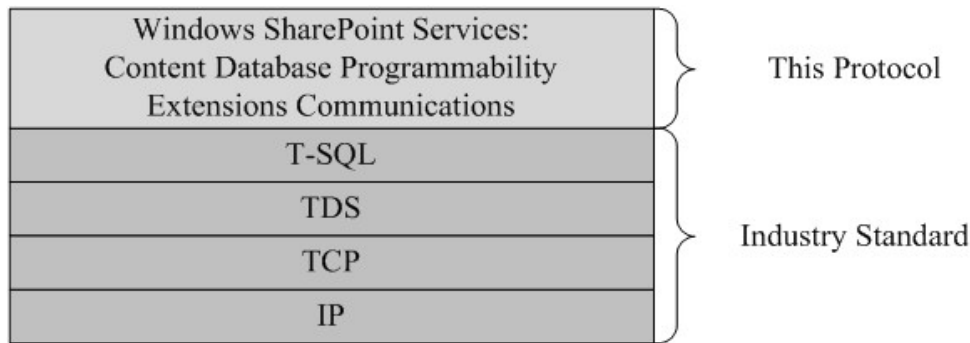 Windows SharePoint Services:
Content Database Programmability
Extensions Communications
This Protocol
T-SQL
TDS
TCP
IP
Industry Standard